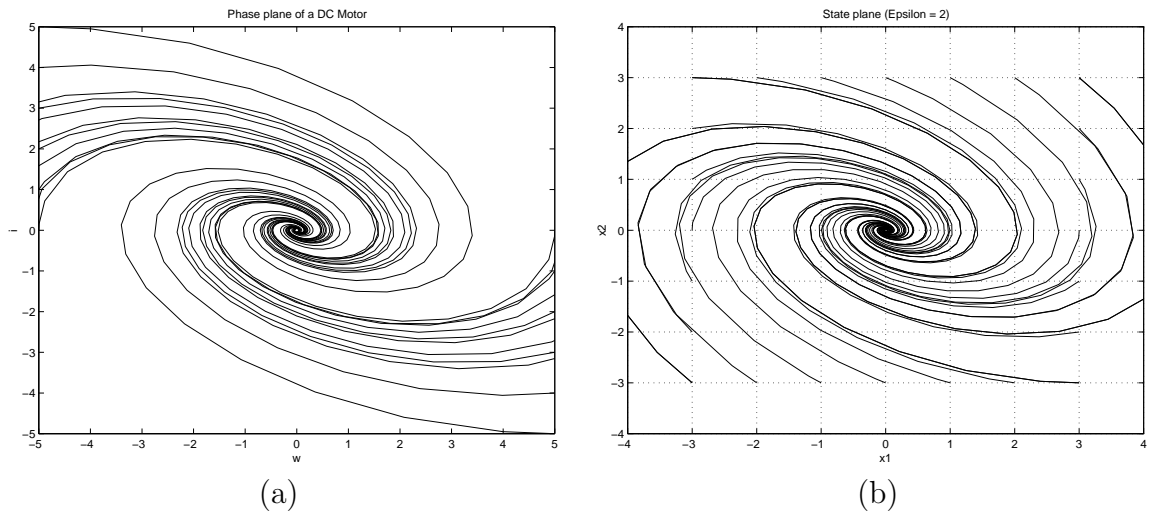 Phase plane of a DC Motor
5
4
3
2
1
0
−1
−2
−3
−4
−5
i
−5 −4 −3 −2 −1 0 1 2 3 4 5
w
(a)
State plane (Epsilon = 2)
4
3
2
1
0
−1
−2
−3
−4
x2
−4 −3 −2 −1 0 1 2 3 4
x1
(b)